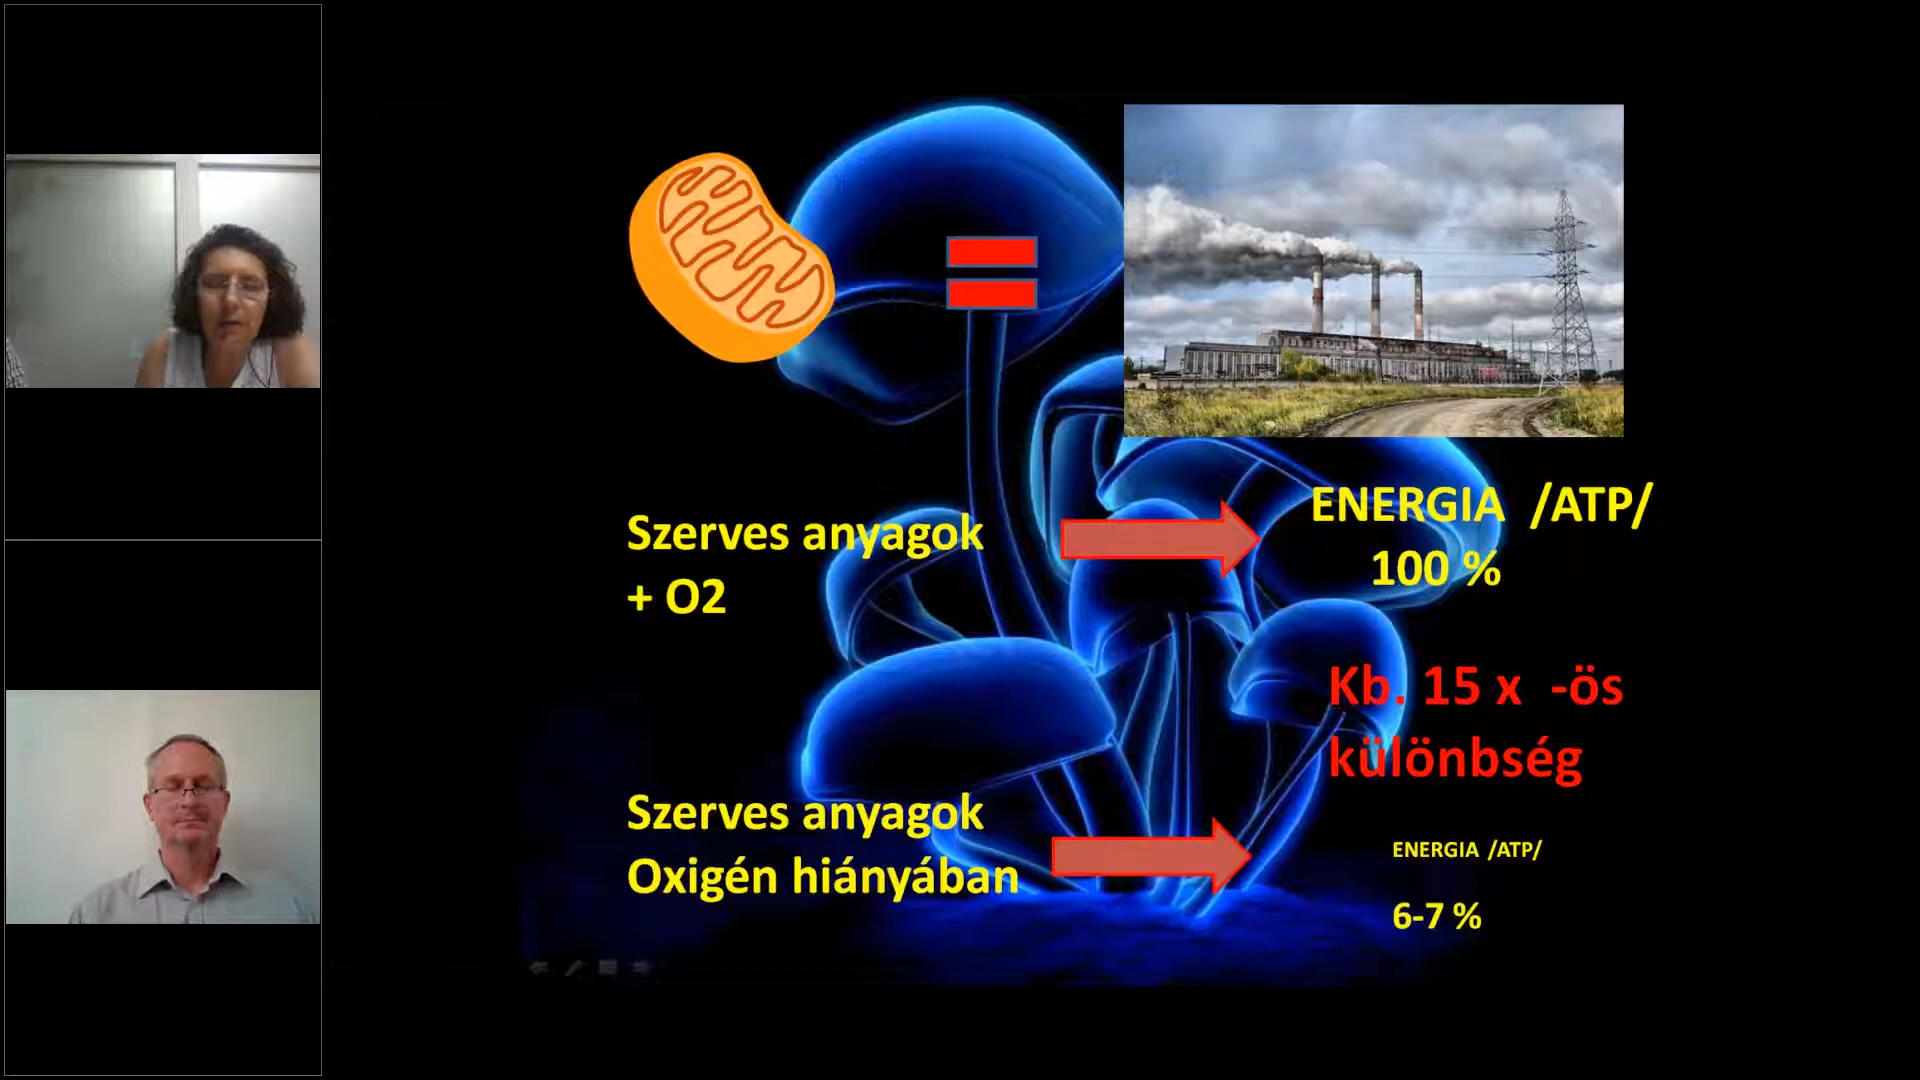 Szerves anyagok
+ O2
ENERGIA /ATP/
100 %
Kb. 15 x -ös
különbség
Szerves anyagok
Oxigén hiányában
ENERGIA /ATP/
6-7 %